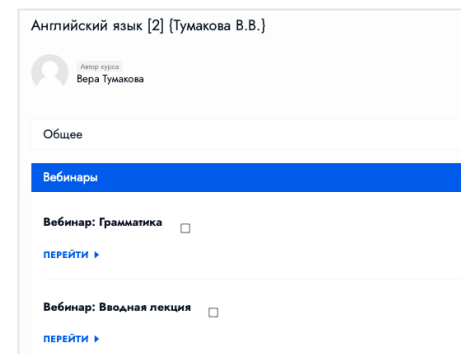 Английский язык [2] {Тумакова В.В.}
Автор курса
Вера Тумакова
Общее
Вебинары
Вебинар: Грамматика
ПЕРЕЙТИ
Вебинар: Вводная лекция
ПЕРЕЙТИ